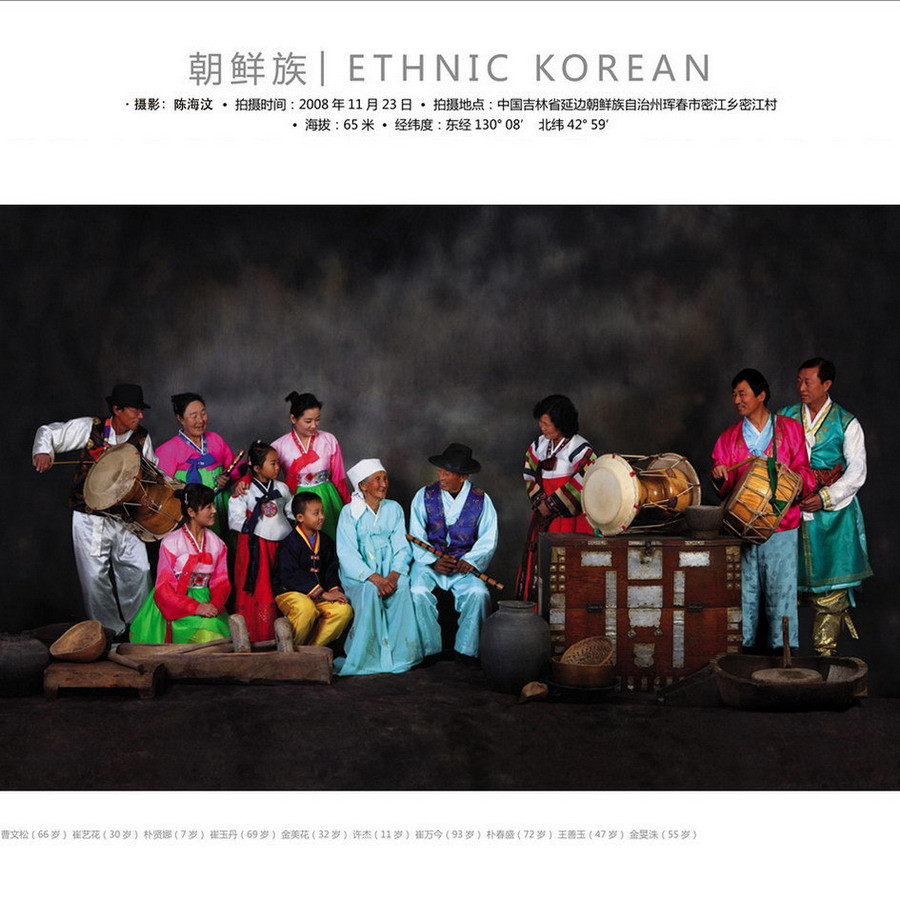 朝鲜族| ETHNIC KOREAN
·摄影：陈海汶 • 拍摄时间：2008 年 11 月 23 日 • 拍摄地点：中国吉林省延边朝鲜族自治州珲春市密江乡密江村
• 海拔：65 米 • 经纬度：东经 130° 08′ 北纬 42° 59′
曹文松（66 岁）崔艺花（30 岁）朴贤娜（7 岁）崔玉丹（69 岁）金美花（32 岁）许杰（11 岁）崔万今（93 岁）朴春盛（72 岁）王善玉（47 岁）金旻洙（55 岁）